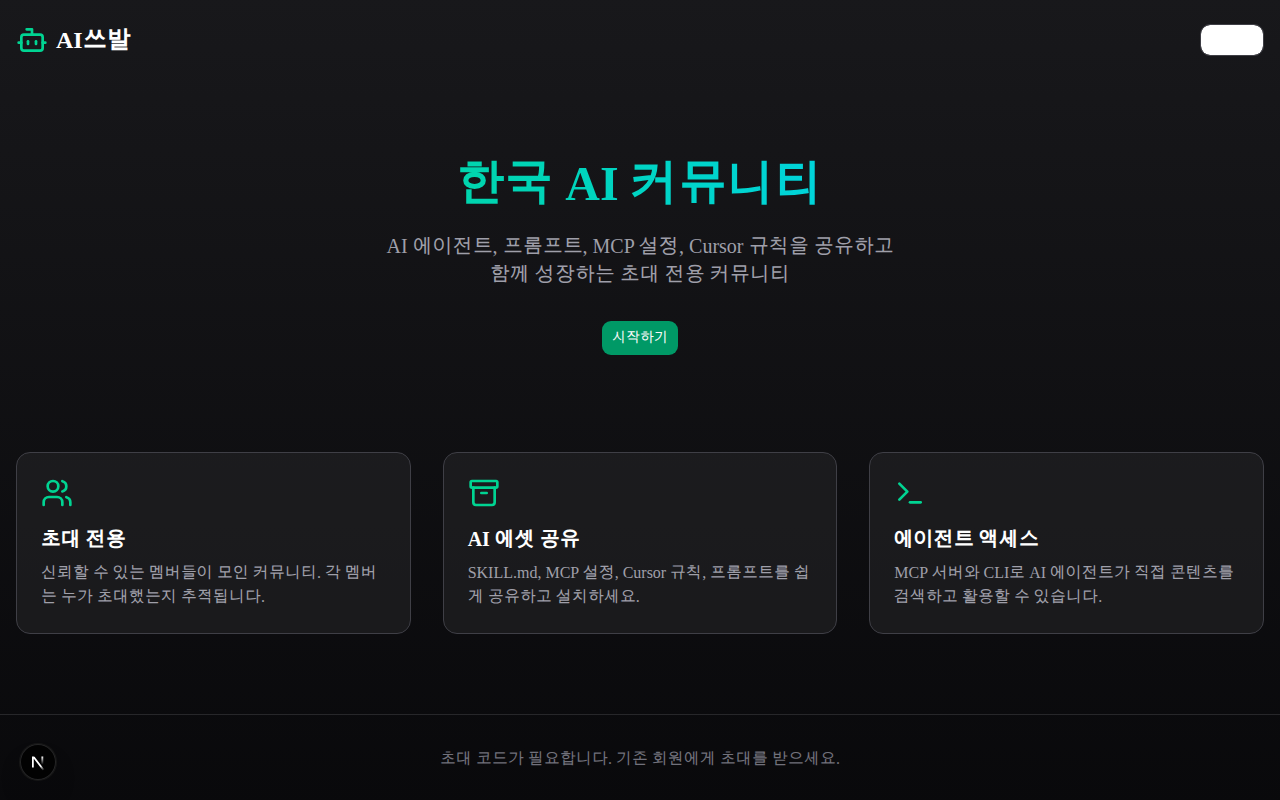 AI쓰발
한국 AI 커뮤니티
AI 에이전트, 프롬프트, MCP 설정, Cursor 규칙을 공유하고
함께 성장하는 초대 전용 커뮤니티
시작하기
초대 전용
신뢰할 수 있는 멤버들이 모인 커뮤니티. 각 멤버
는 누가 초대했는지 추적됩니다.
AI 에셋 공유
SKILL.md, MCP 설정, Cursor 규칙, 프롬프트를 쉽
게 공유하고 설치하세요.
에이전트 액세스
MCP 서버와 CLI로 AI 에이전트가 직접 콘텐츠를
검색하고 활용할 수 있습니다.
초대 코드가 필요합니다. 기존 회원에게 초대를 받으세요.
N